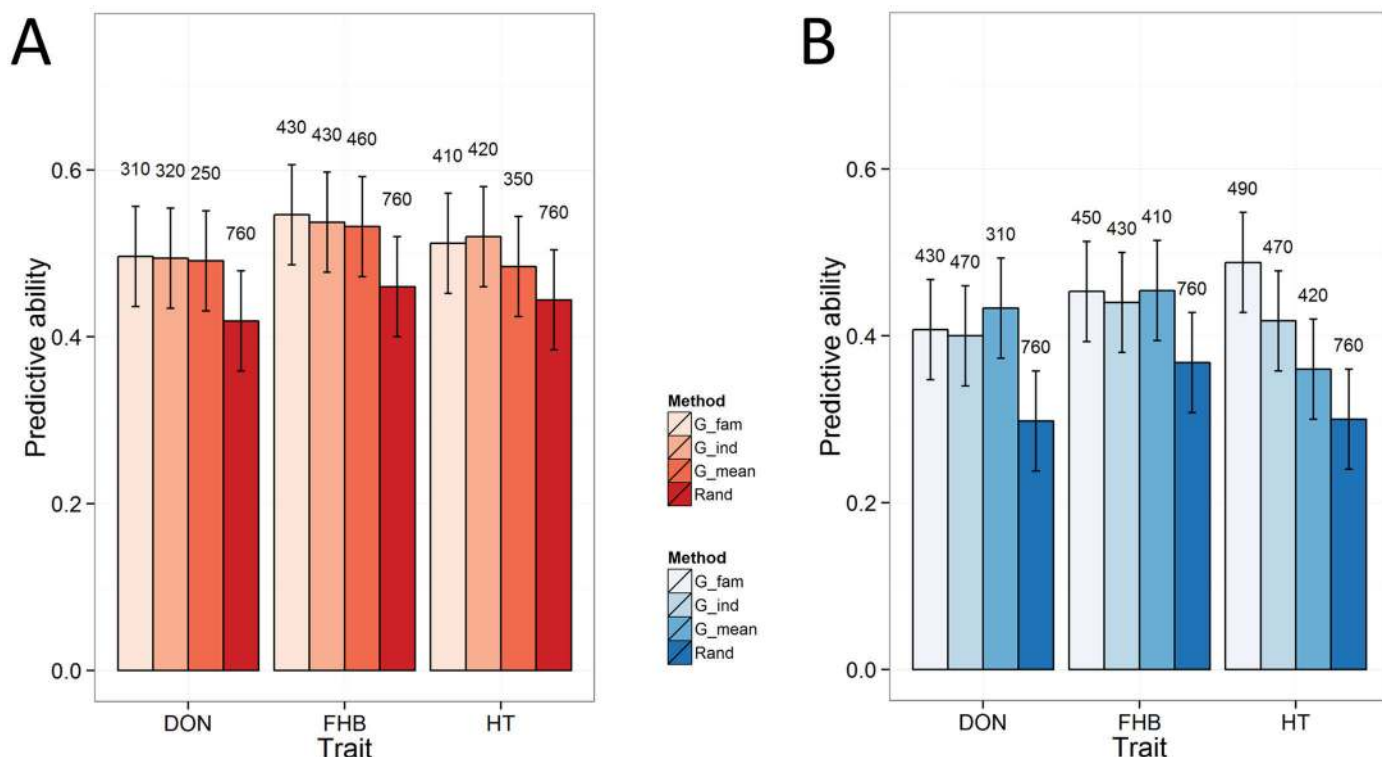 A
Predictive ability
0.6
0.4
0.2
0.0
310 320 250 760
430 430 460 760
410 420 350 760
DON FHB HT
Trait
Method
G_fam
G_ind
G_mean
Rand
Method
G_fam
G_ind
G_mean
Rand
B
Predictive ability
0.6
0.4
0.2
0.0
430 470 310 760
450 430 410 760
490 470 420 760
DON FHB HT
Trait